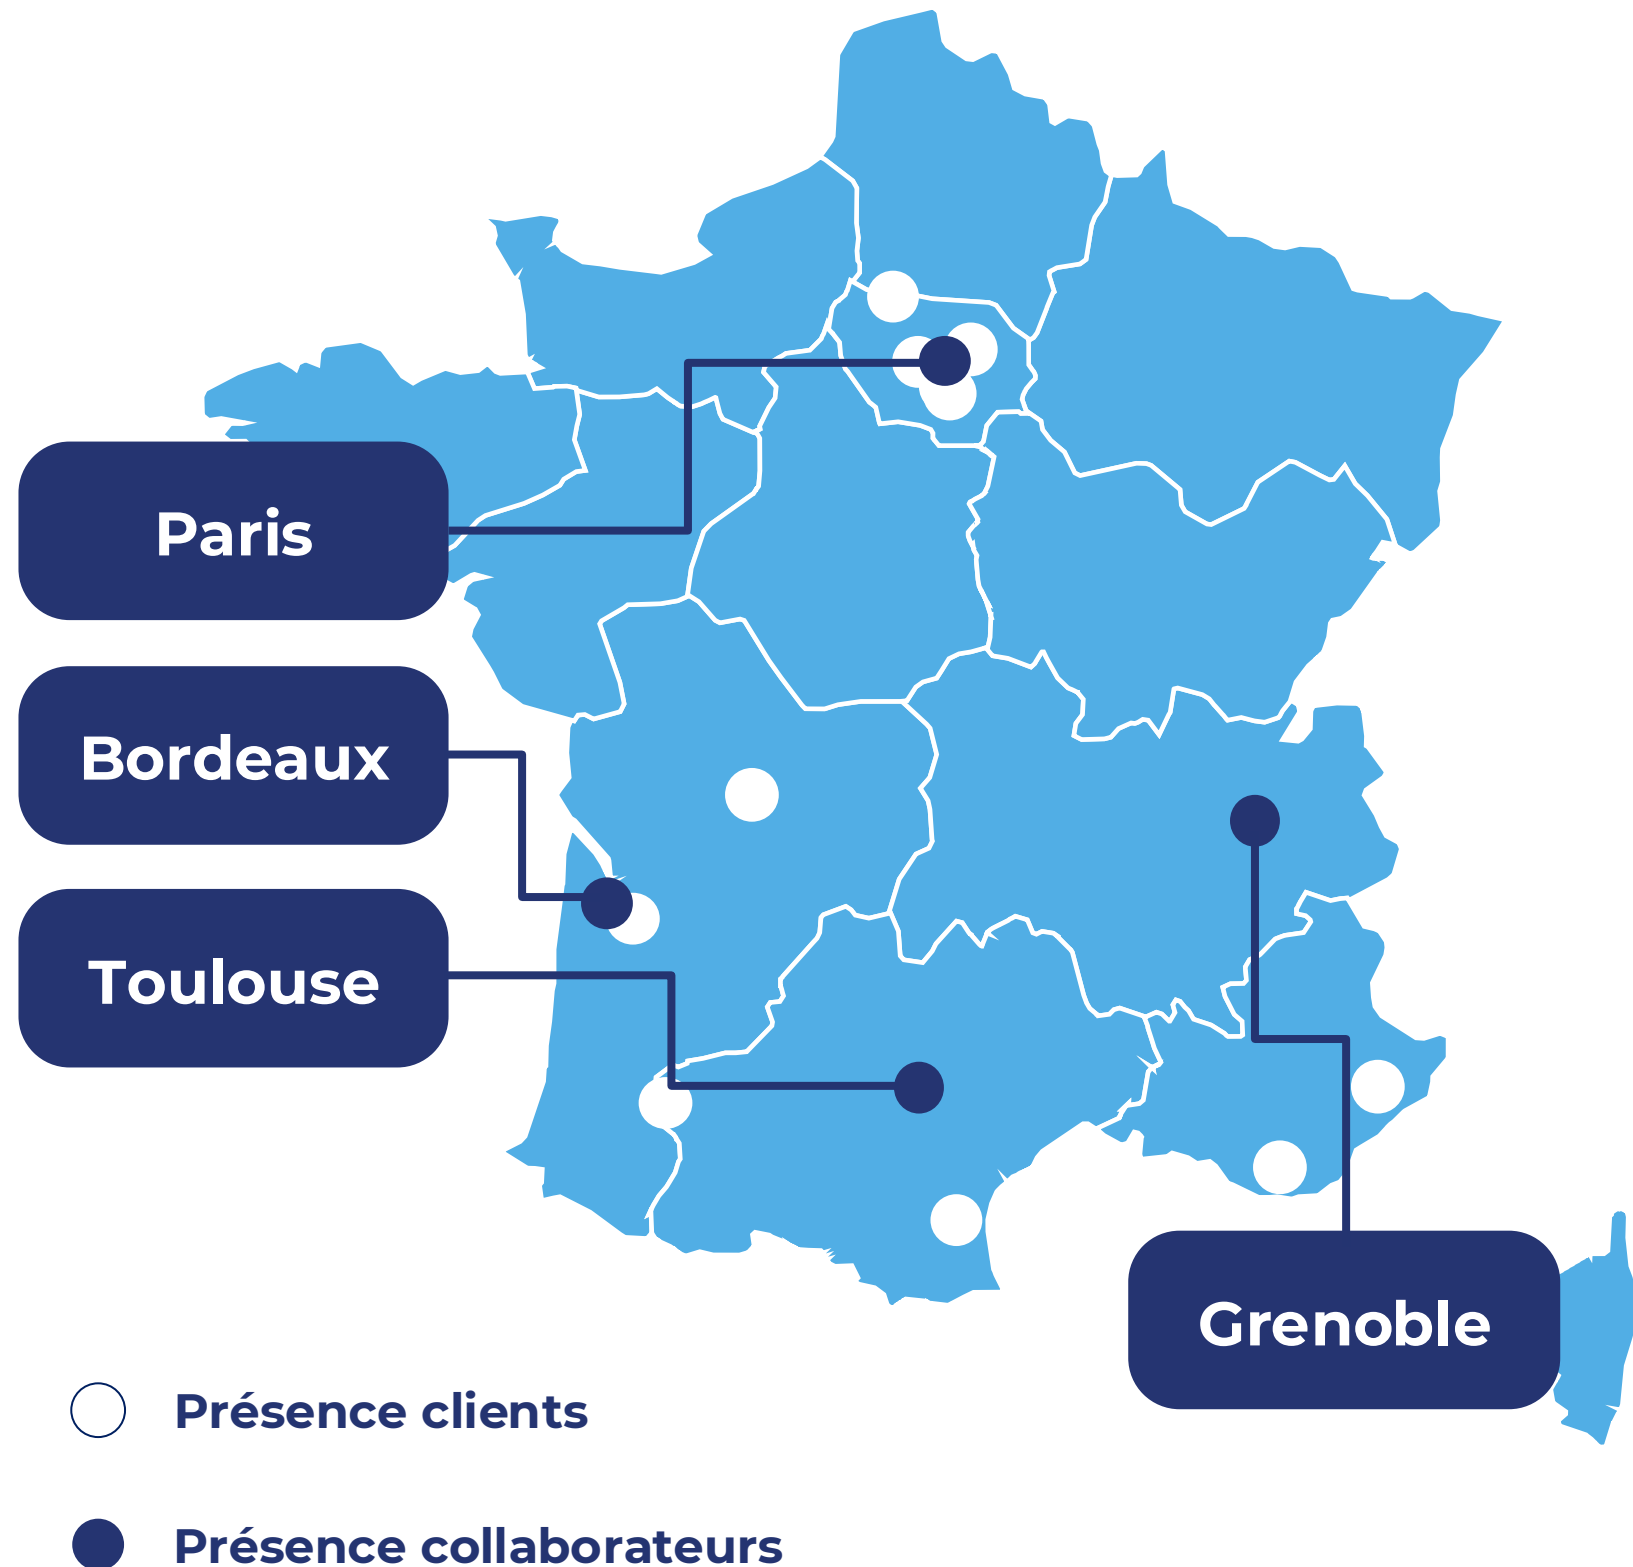 Paris
Bordeaux
Toulouse
Grenoble
Présence clients
Présence collaborateurs